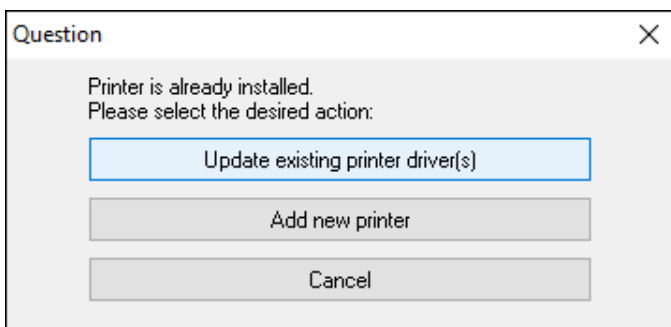 Question
Printer is already installed.
Please select the desired action:
Update existing printer driver(s)
Add new printer
Cancel